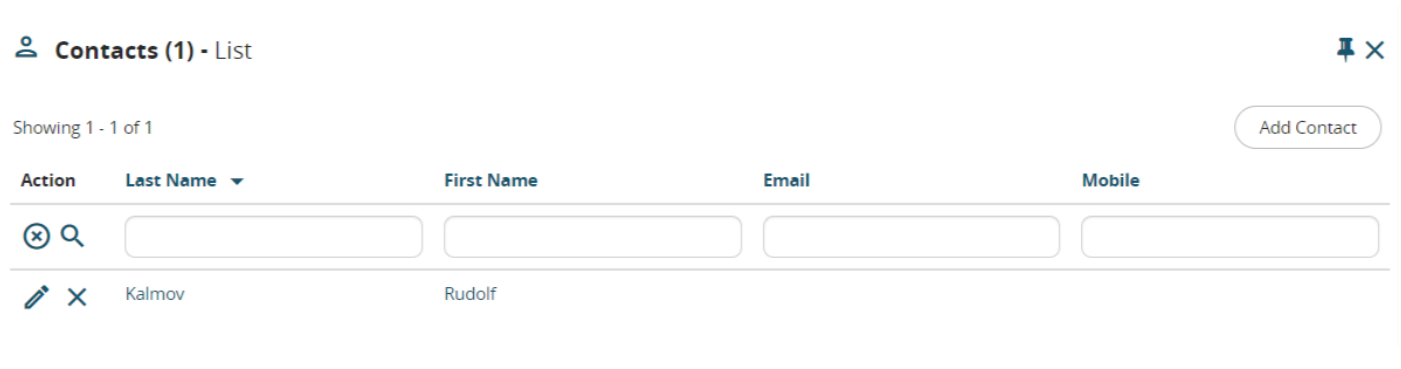 Contacts (1) - List
Showing 1 - 1 of 1
Add Contact
Action Last Name First Name Email Mobile
Kalmov Rudolf